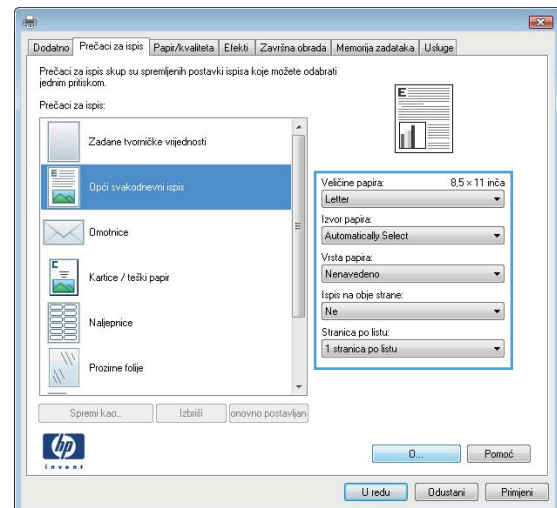 Dodatno Prečaci za ispis Papir/kvaliteta Efekti Završna obrada Memorija zadataka Usluge
Prečaci za ispis skup su spremljenih postavki ispisa koje možete odabrati
jednim pritiskom.
Prečaci za ispis:
Zadane tvorničke vrijednosti
Opći svakodnevni ispis
Omotnice
Kartice / teški papir
Naljepnice
Prozirne folije
E
Veličine papira: 8,5 × 11 inča
Letter
Izvor papira:
Automatically Select
Vrsta papira:
Nenavedeno
Ispis na obje strane:
Ne
Stranica po listu:
1 stranica po listu
Spremi kao... Izbriši onovno postavljan
hp
invent
O... Pomoć
U redu Odustani Primjeni